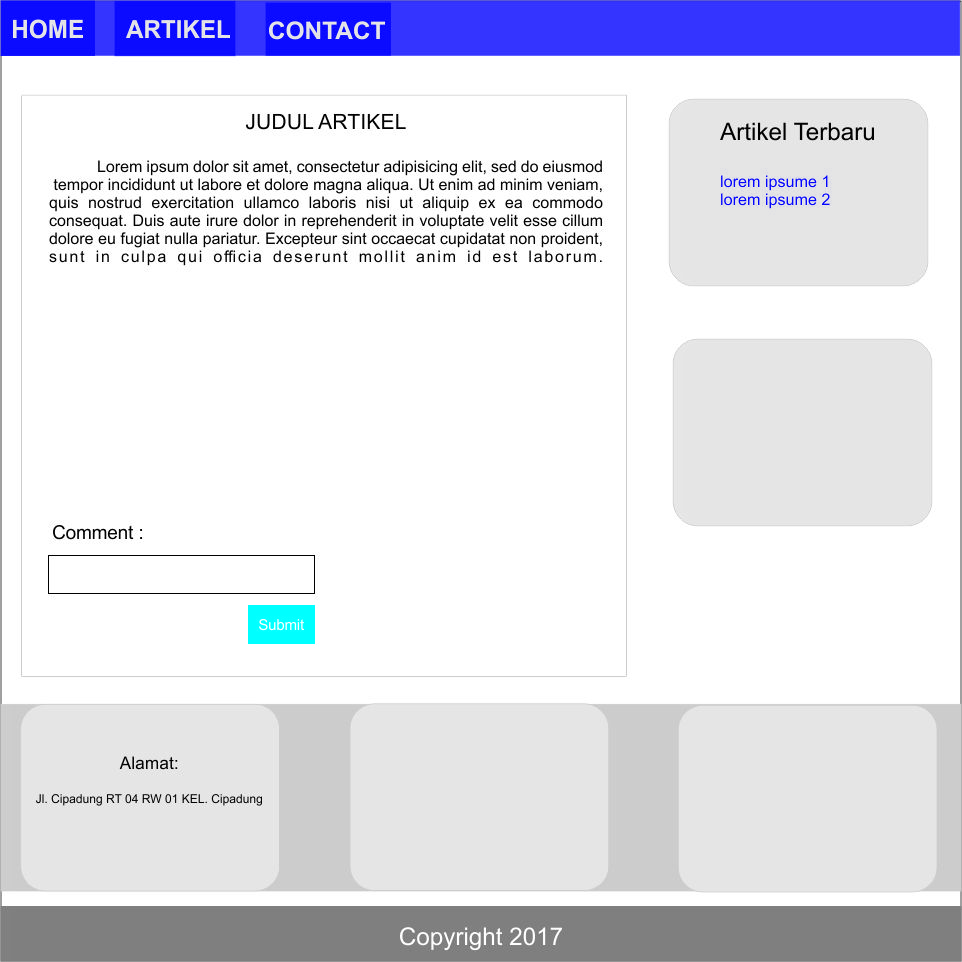 HOME ARTIKEL CONTACT
JUDUL ARTIKEL
Lorem ipsum dolor sit amet, consectetur adipisicing elit, sed do eiusmod
tempor incididunt ut labore et dolore magna aliqua. Ut enim ad minim veniam,
quis nostrud exercitation ullamco laboris nisi ut aliquip ex ea commodo
consequat. Duis aute irure dolor in reprehenderit in voluptate velit esse cillum
dolore eu fugiat nulla pariatur. Excepteur sint occaecat cupidatat non proident,
sunt in culpa qui officia deserunt mollit anim id est laborum.
Comment :
Submit
Artikel Terbaru
lorem ipsume 1
lorem ipsume 2
Alamat:
Jl. Cipadung RT 04 RW 01 KEL. Cipadung
Copyright 2017